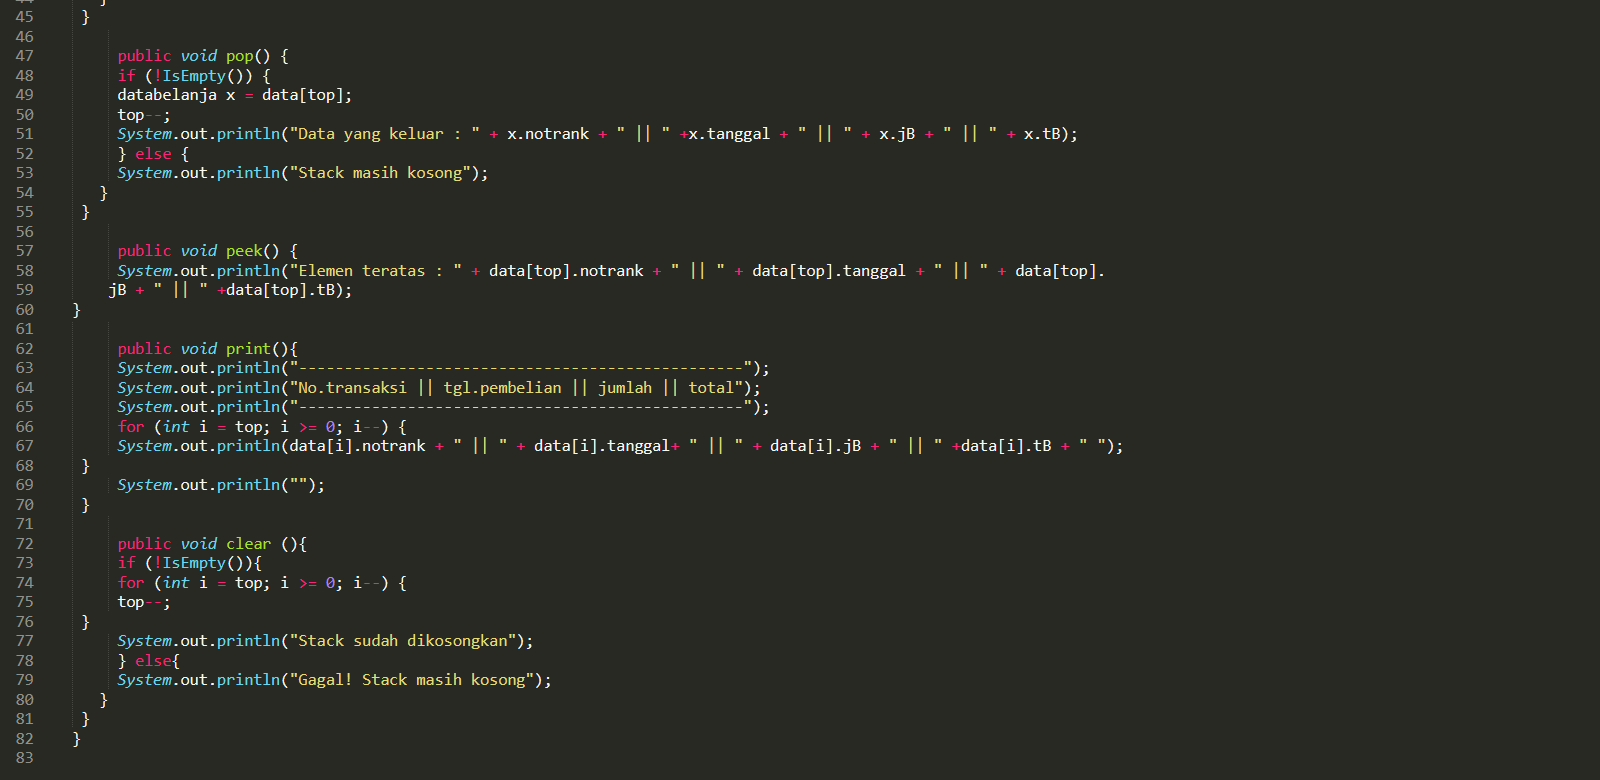 44 }
45 }
46
47 public void pop() {
48 if (!IsEmpty()) {
49 databelanja x = data[top];
50 top--;
51 System.out.println("Data yang keluar : " + x.notrank + " || " +x.tanggal + " || " + x.jB + " || " + x.tB);
52 } else {
53 System.out.println("Stack masih kosong");
54 }
55 }
56
57 public void peek() {
58 System.out.println("Elemen teratas : " + data[top].notrank + " || " + data[top].tanggal + " || " + data[top].
59 jB + " || " +data[top].tB);
60 }
61
62 public void print(){
63 System.out.println("-------------------------------------------------");
64 System.out.println("No.transaksi || tgl.pembelian || jumlah || total");
65 System.out.println("-------------------------------------------------");
66 for (int i = top; i >= 0; i--) {
67 System.out.println(data[i].notrank + " || " + data[i].tanggal+ " || " + data[i].jB + " || " +data[i].tB + " ");
68 }
69 System.out.println("");
70 }
71
72 public void clear (){
73 if (!IsEmpty()){
74 for (int i = top; i >= 0; i--) {
75 top--;
76 }
77 System.out.println("Stack sudah dikosongkan");
78 } else{
79 System.out.println("Gagal! Stack masih kosong");
80 }
81 }
82 }
83